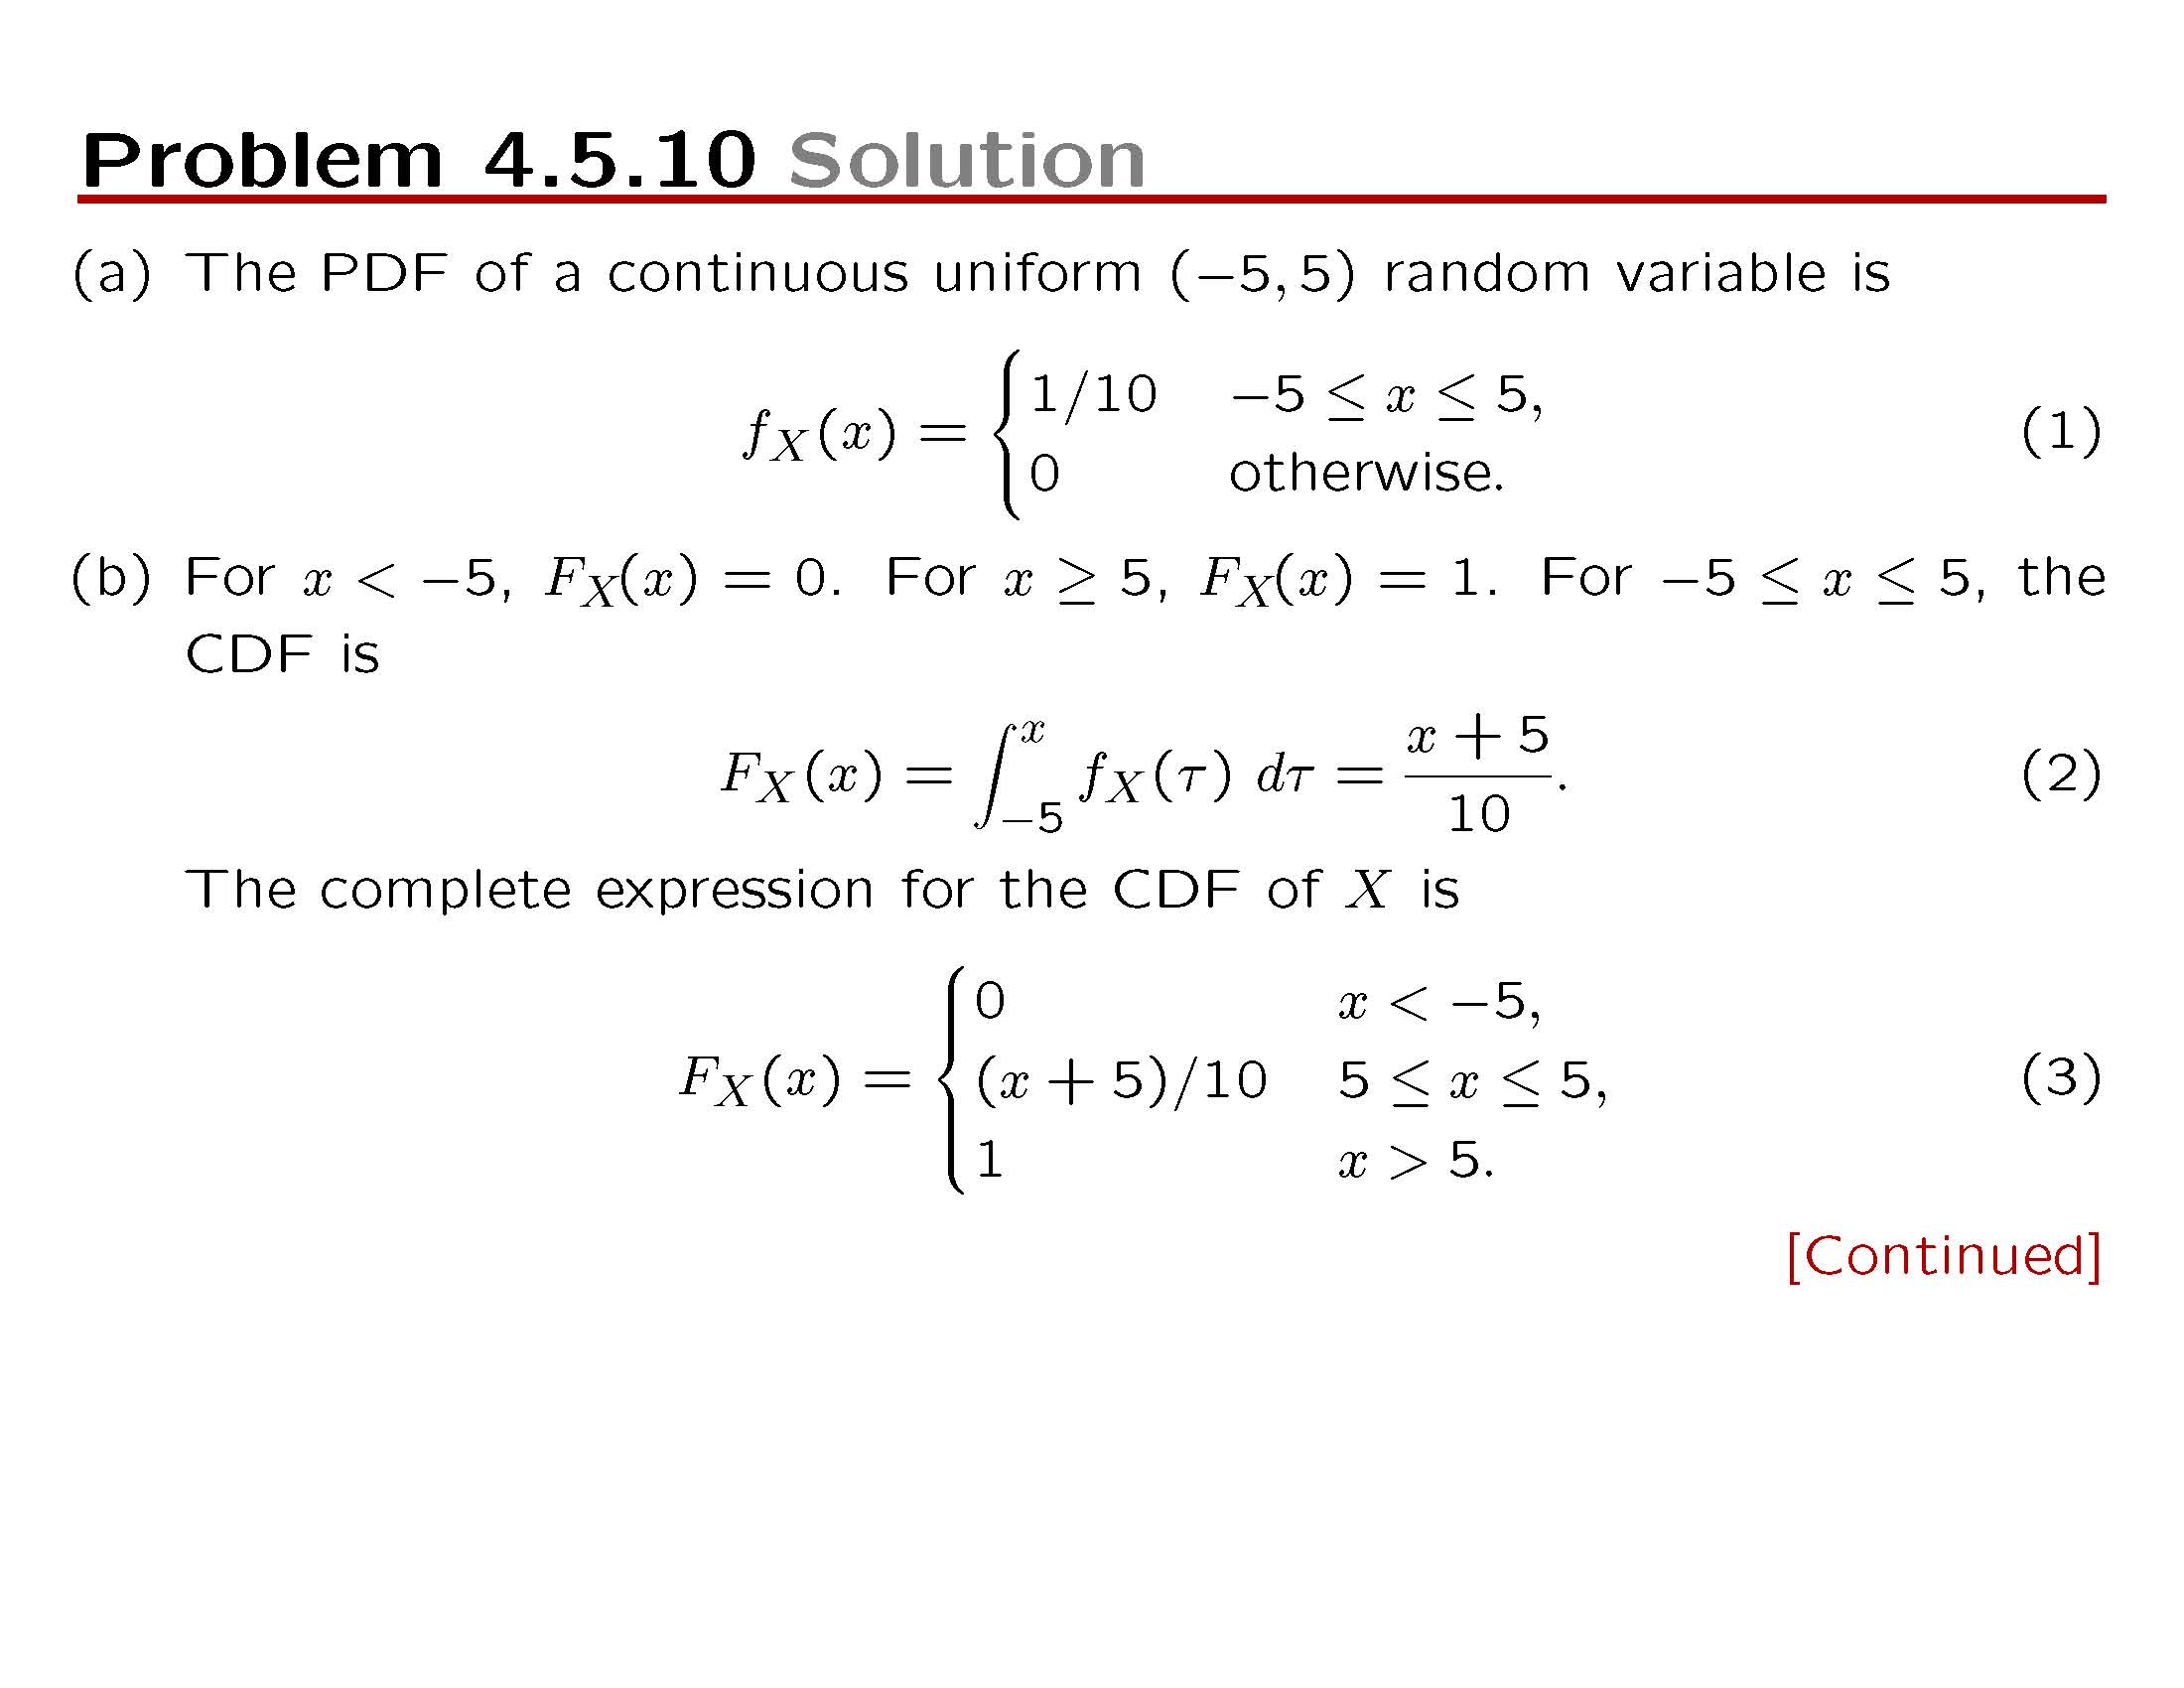 Problem 4.5.10 Solution
(a) The PDF of a continuous uniform (−5, 5) random variable is
f_X(x) = { 1/10 −5 ≤ x ≤ 5, (1)
0 otherwise.
(b) For x < −5, F_X(x) = 0. For x ≥ 5, F_X(x) = 1. For −5 ≤ x ≤ 5, the
CDF is
F_X(x) = ∫_{−5}^{x} f_X(τ) dτ = (x + 5)/10. (2)
The complete expression for the CDF of X is
F_X(x) = { 0 x < −5,
(x + 5)/10 5 ≤ x ≤ 5, (3)
1 x > 5.
[Continued]